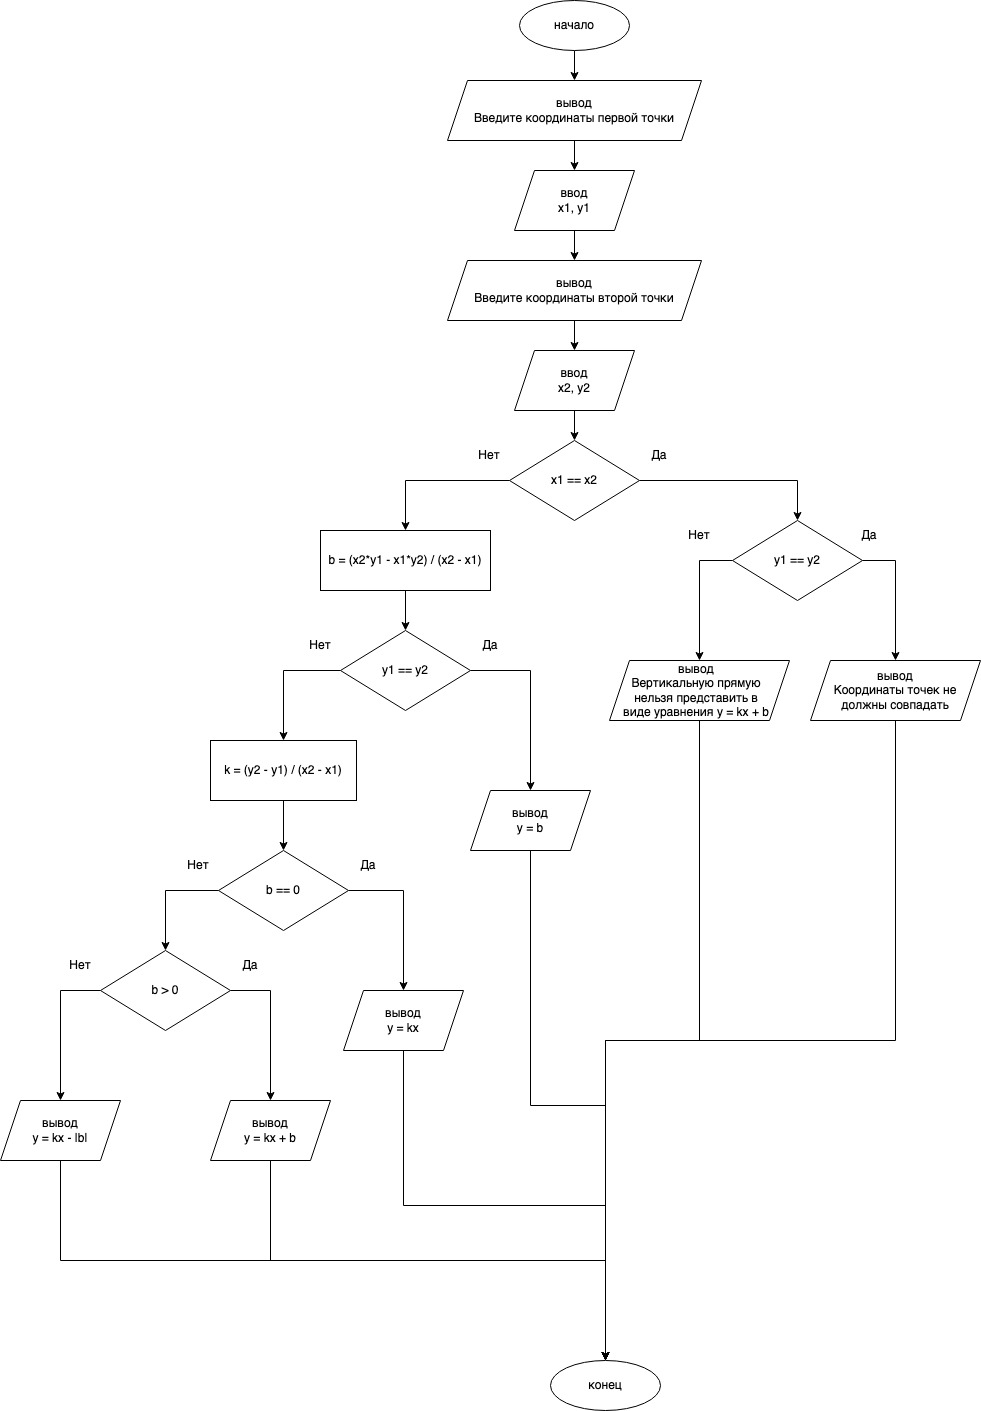 начало
вывод
Введите координаты первой точки
ввод
x1, y1
вывод
Введите координаты второй точки
ввод
x2, y2
Нет
Да
x1 == x2
b = (x2*y1 - x1*y2) / (x2 - x1)
Нет
Да
y1 == y2
Нет
Да
y1 == y2
вывод
Вертикальную прямую
нельзя представить в
виде уравнения y = kx + b
вывод
Координаты точек не
должны совпадать
k = (y2 - y1) / (x2 - x1)
вывод
y = b
Нет
Да
b == 0
Нет
Да
b > 0
вывод
y = kx
вывод
y = kx - |b|
вывод
y = kx + b
конец